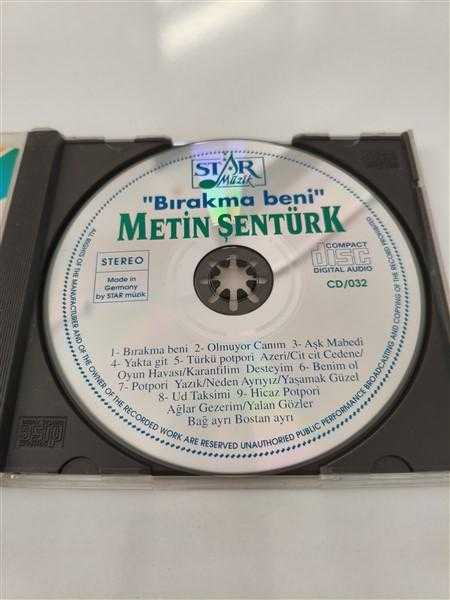 STAR
Müzik
"Bırakma beni"
METİN ŞENTÜRK
STEREO
Made in
Germany
by STAR müzik
COMPACT
disc
DIGITAL AUDIO
CD/032
1- Bırakma beni 2- Olmuyor Canım 3- Aşk Mabedi
4- Yakta git 5- Türkü potpori Azeri/Cit cit Cedene/
Oyun Havası/Karanfilim Desteyim 6- Benim ol
7- Potpori Yazık/Neden Ayrıyız/Yaşamak Güzel
8- Ud Taksimi 9- Hicaz Potpori
Ağlar Gezerim/Yalan Gözler
Bağ ayrı Bostan ayrı
ALL RIGHTS OF THE MANUFACTURER AND OF THE OWNER OF THE RECORDED WORK ARE RESERVED UNAUTHORIED PUBLIC PERFORMANCE BROADCASTING AND COPYING OF THIS RECORD PROHIBITED